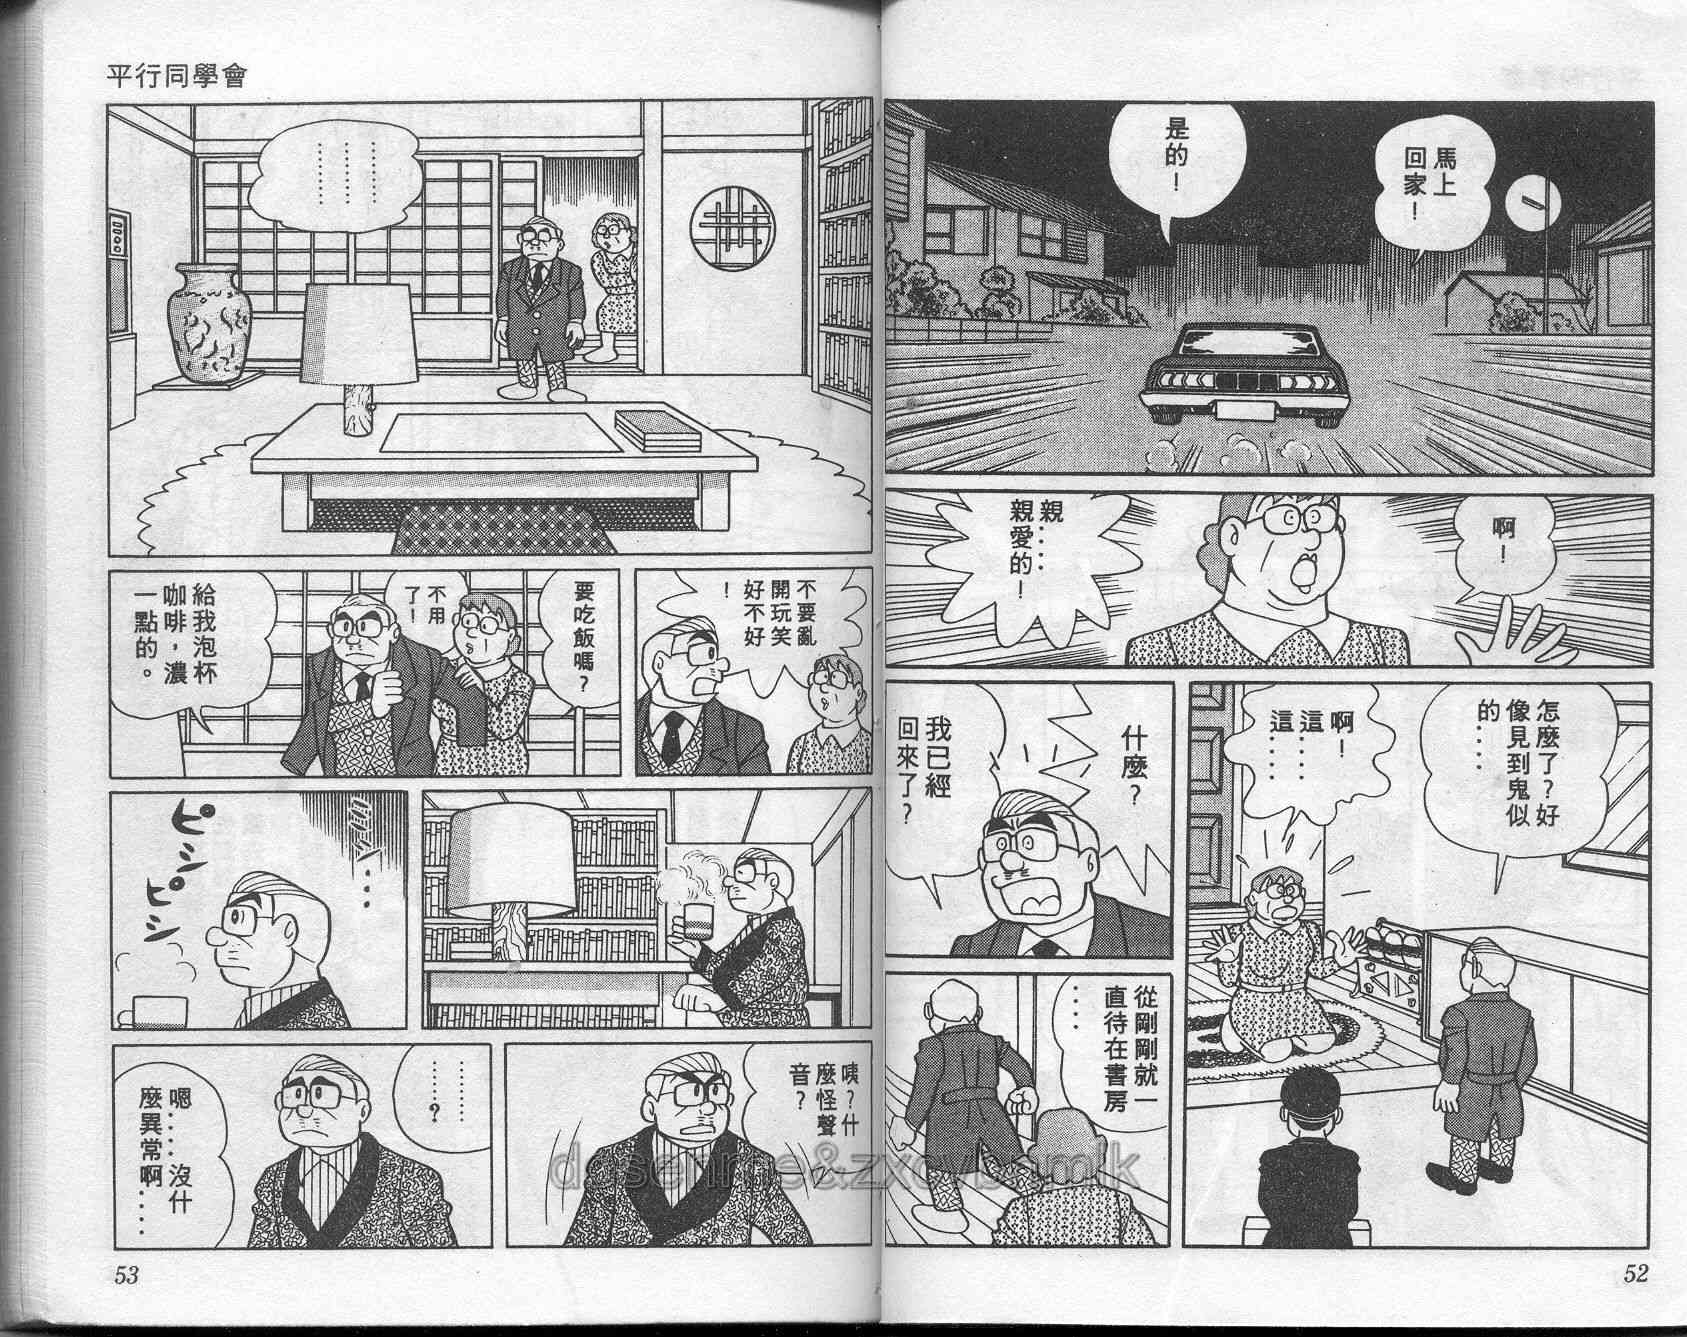 馬上
回家！
是的！
啊！
親‥‥
親愛的！
怎麼了？好
像見到鬼似
的‥‥
啊！
這‥‥
這‥‥
什麼？
我已經
回來了？
從剛剛就一
直待在書房
‥‥
52
平行同學會
‥‥‥‥
‥‥‥‥
‥‥‥‥
不要亂
開玩笑
好不好
！
要吃飯嗎？
不用
了！
給我泡杯
咖啡，濃
一點的。
‥‥
ピシ
ピシ
咦？什
麼怪聲
音？
‥‥‥？
嗯‥‥沒什
麼異常啊‥‥
53